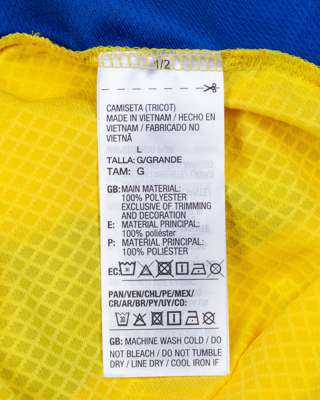 1/2
CAMISETA (TRICOT)
MADE IN VIETNAM / HECHO EN
VIETNAM / FABRICADO NO
VIETNÃ
L
TALLA: G/GRANDE
TAM: G
GB: MAIN MATERIAL:
100% POLYESTER
EXCLUSIVE OF TRIMMING
AND DECORATION
E: MATERIAL PRINCIPAL:
100% poliéster
P: MATERIAL PRINCIPAL:
100% POLIÉSTER
EC:
PAN/VEN/CHL/PE/MEX/
CR/AR/BR/PY/UY/CO:
GB: MACHINE WASH COLD / DO
NOT BLEACH / DO NOT TUMBLE
DRY / LINE DRY / COOL IRON IF